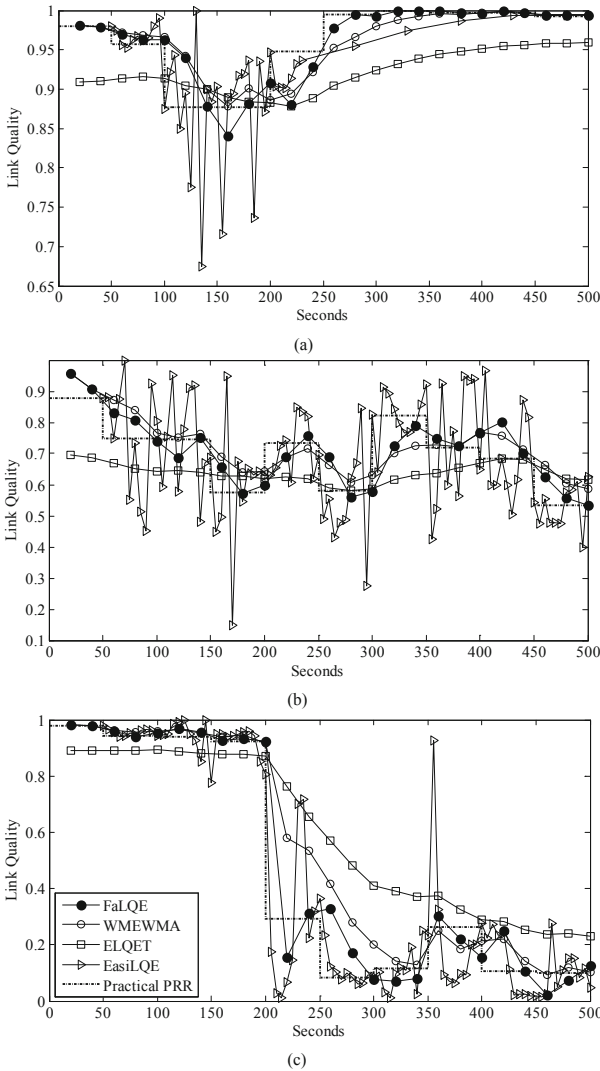 1
0.95
0.9
0.85
0.8
0.75
0.7
0.65
Link Quality
0 50 100 150 200 250 300 350 400 450 500
Seconds
(a)
0.9
0.8
0.7
0.6
0.5
0.4
0.3
0.2
0.1
Link Quality
0 50 100 150 200 250 300 350 400 450 500
Seconds
(b)
1
0.8
0.6
0.4
0.2
0
Link Quality
FaLQE
WMEWMA
ELQET
EasiLQE
Practical PRR
0 50 100 150 200 250 300 350 400 450 500
Seconds
(c)